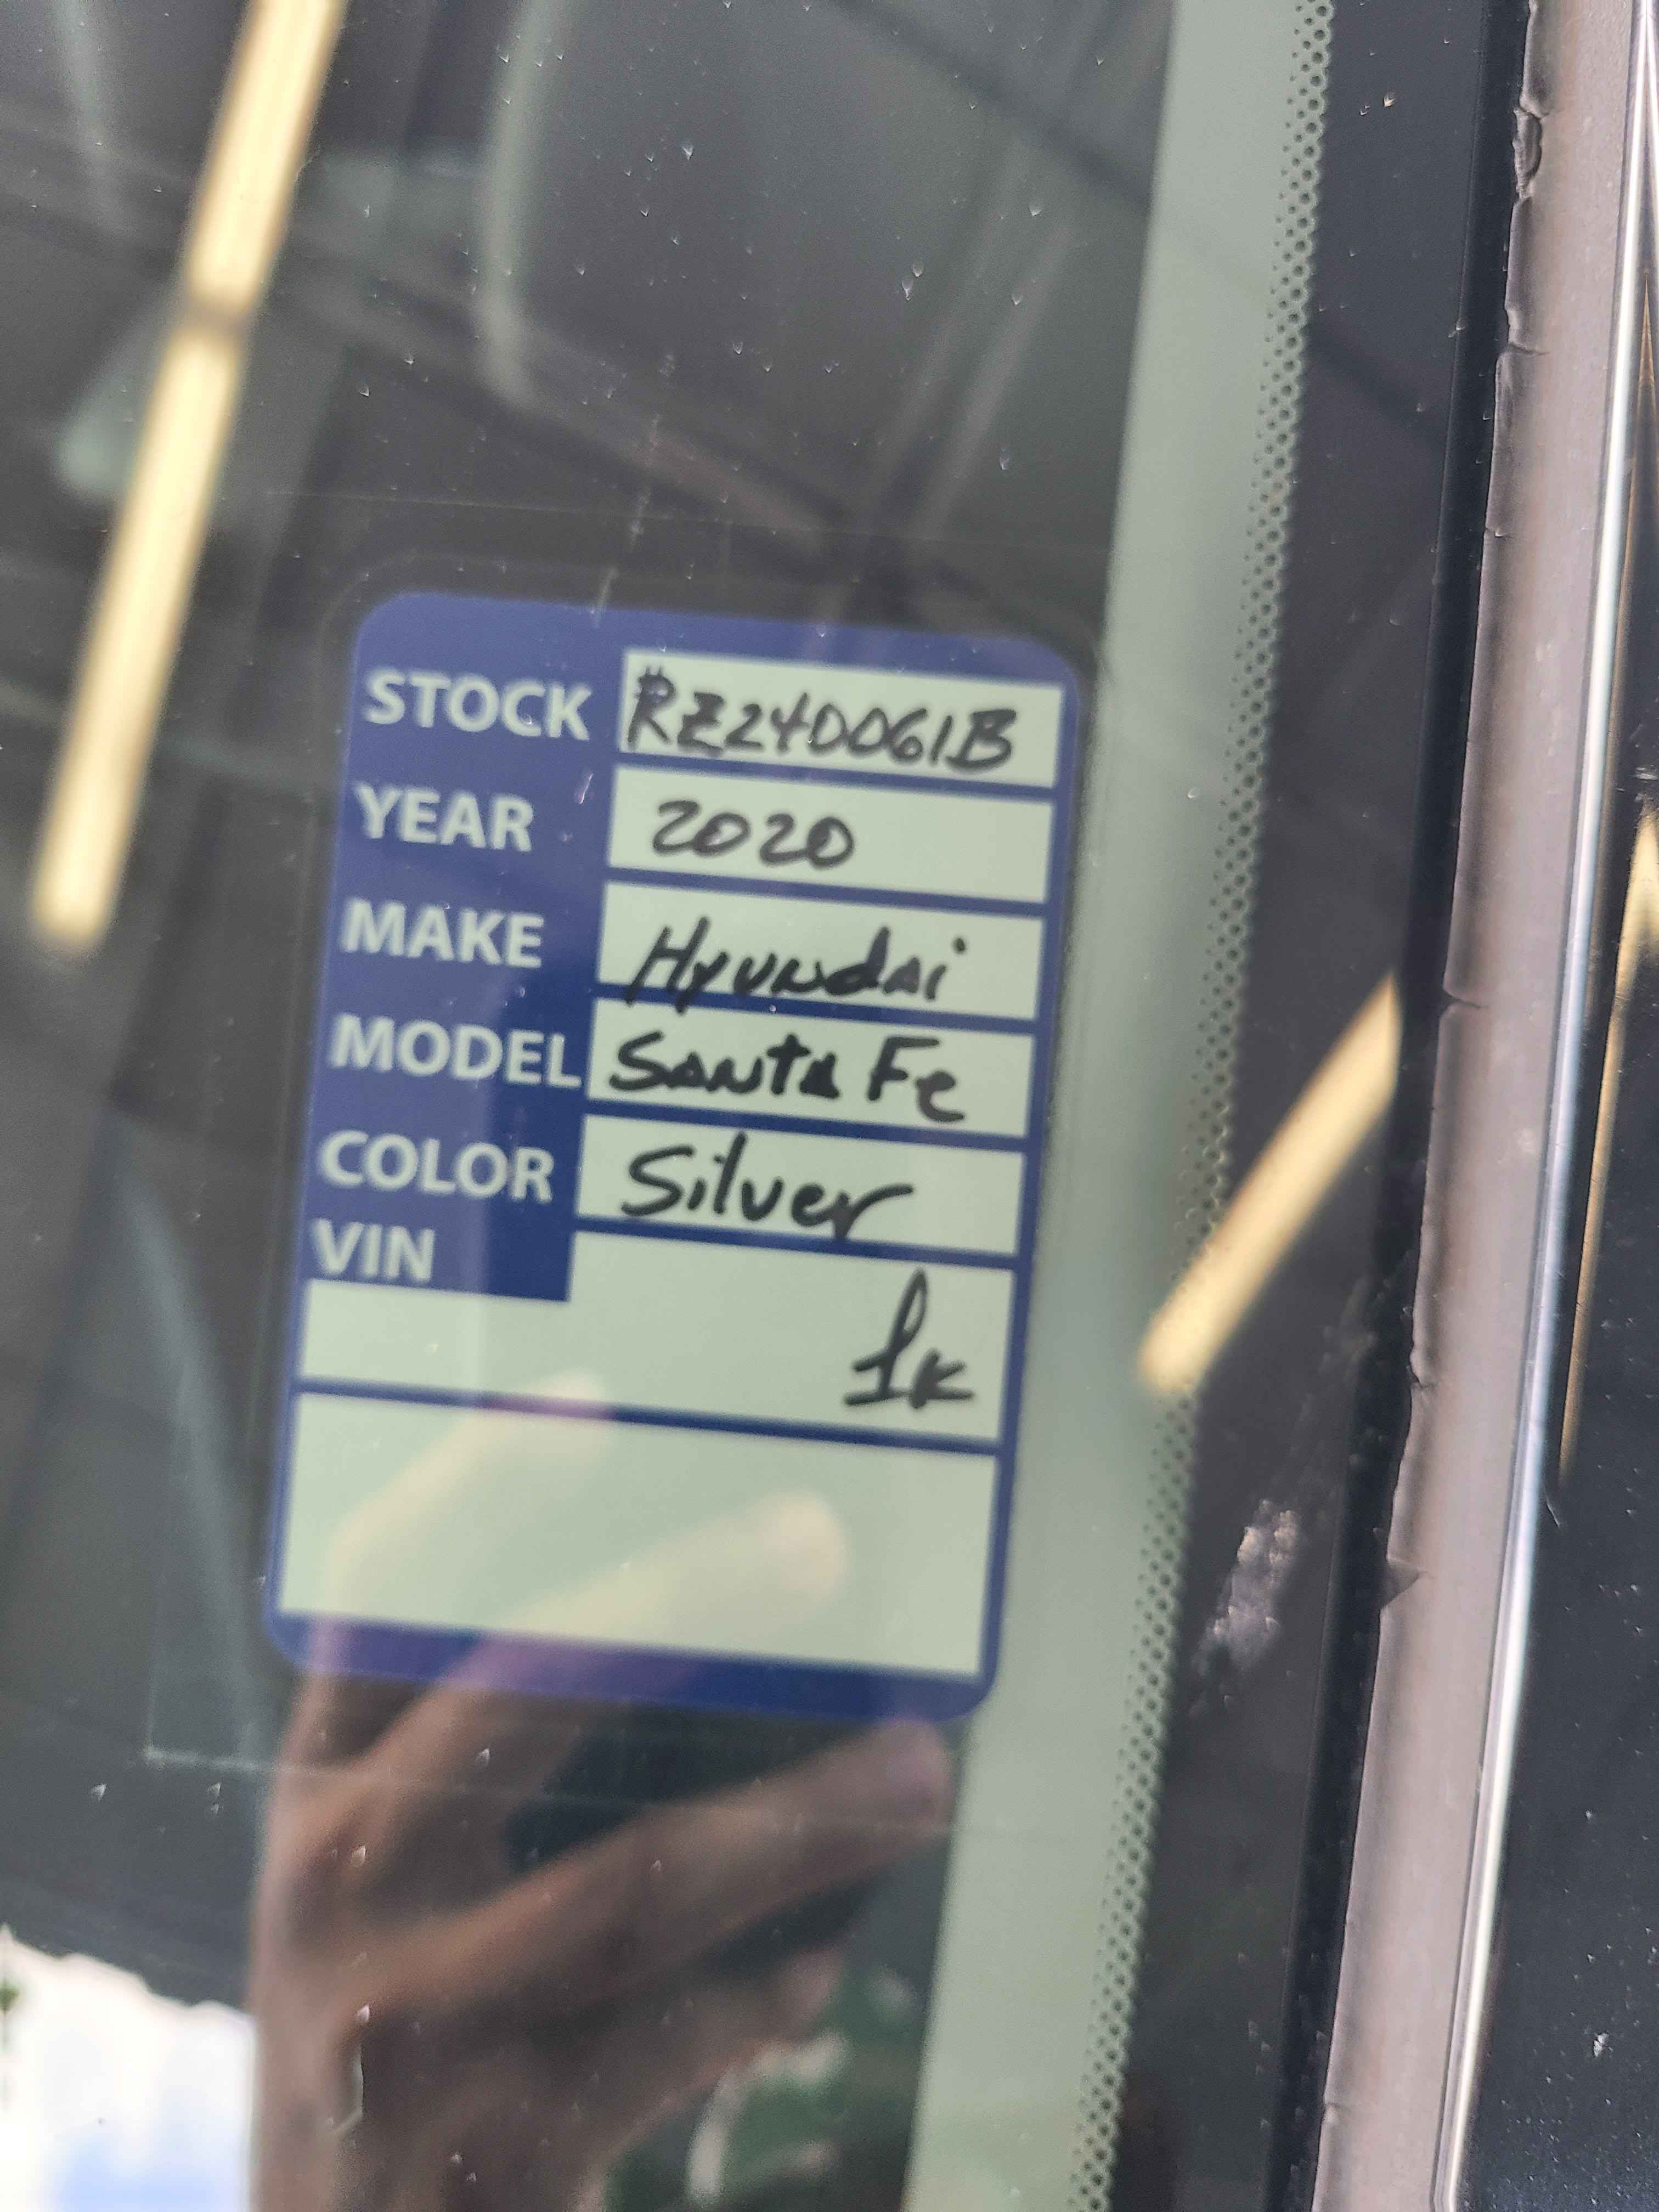 STOCK RZ240061B
YEAR 2020
MAKE Hyundai
MODEL Santa Fe
COLOR Silver
VIN
1K